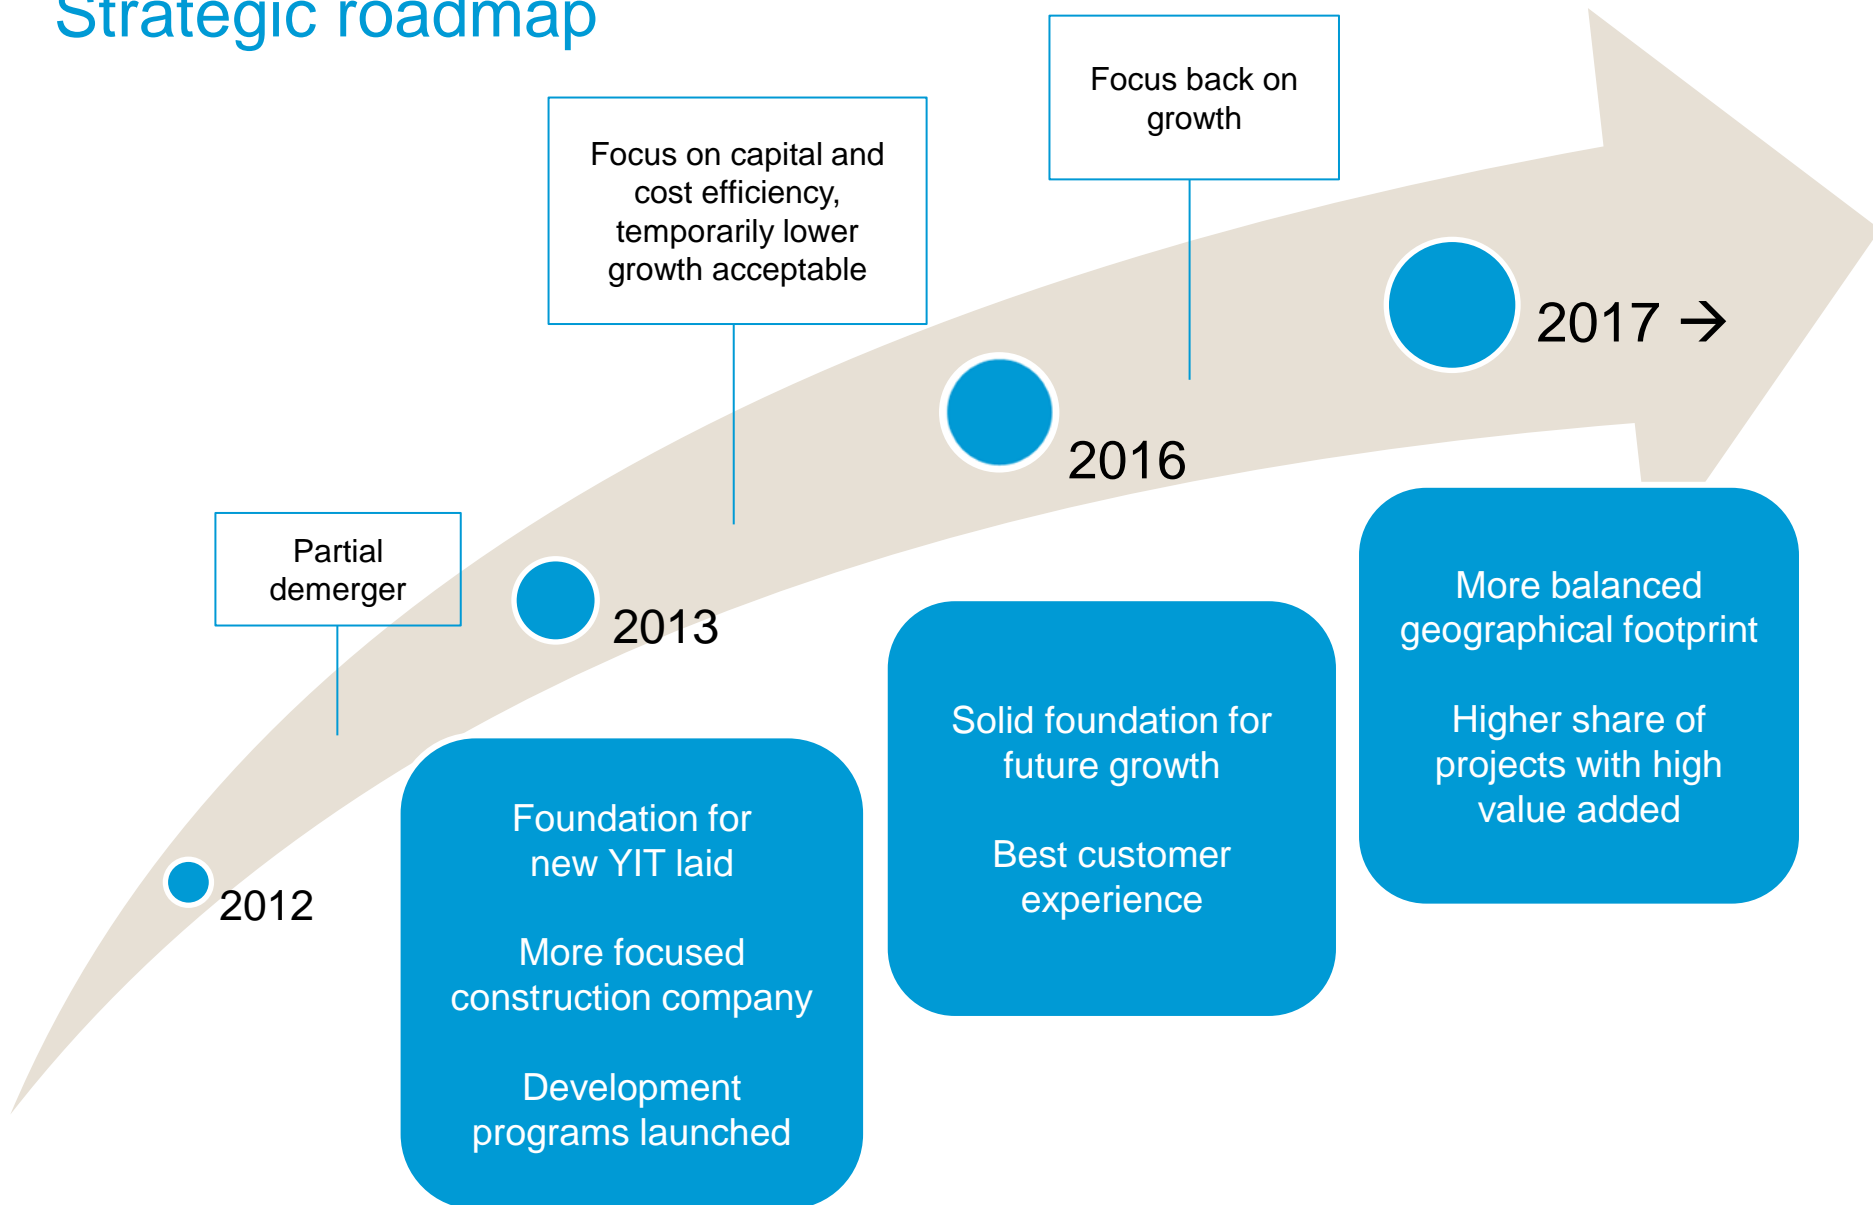 Strategic roadmap
Focus back on
growth
Focus on capital and
cost efficiency,
temporarily lower
growth acceptable
2017 →
2016
Partial
demerger
2013
2012
Foundation for
new YIT laid
More focused
construction company
Development
programs launched
Solid foundation for
future growth
Best customer
experience
More balanced
geographical footprint
Higher share of
projects with high
value added